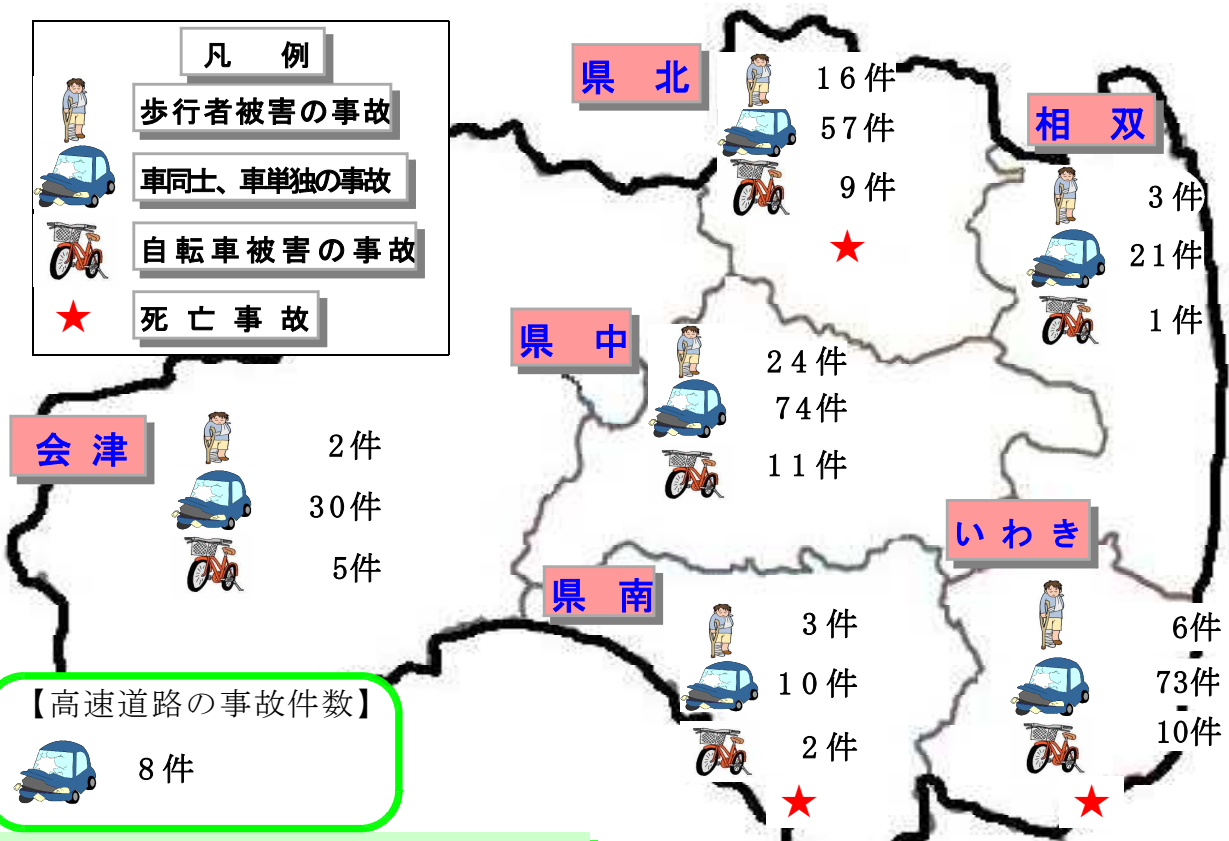 凡 例
歩行者被害の事故
車同士、車単独の事故
自転車被害の事故
死亡事故
県 北
16件
57件
9件
相 双
3件
21件
1件
県 中
24件
74件
11件
会 津
2件
30件
5件
いわき
6件
73件
10件
県 南
3件
10件
2件
【高速道路の事故件数】
8件